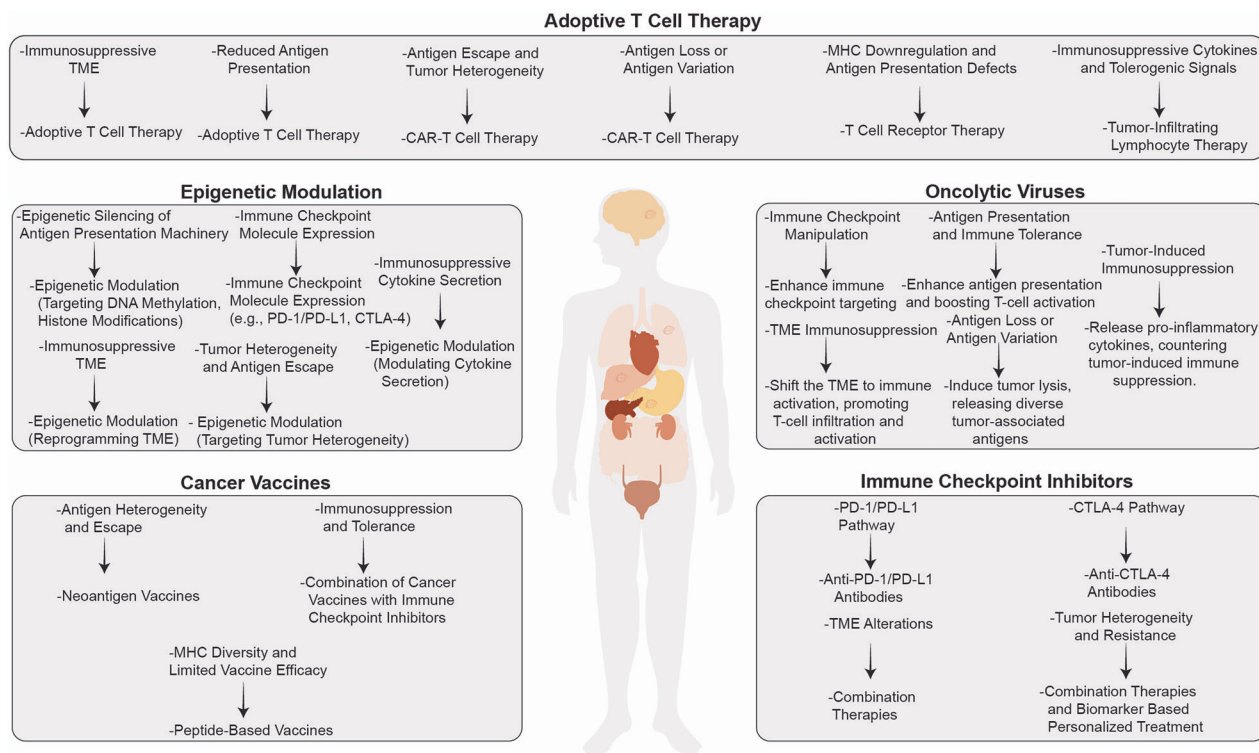 Adoptive T Cell Therapy
-Immunosuppressive
TME
-Adoptive T Cell Therapy
-Reduced Antigen
Presentation
-Adoptive T Cell Therapy
-Antigen Escape and
Tumor Heterogeneity
-CAR-T Cell Therapy
-Antigen Loss or
Antigen Variation
-CAR-T Cell Therapy
-MHC Downregulation and
Antigen Presentation Defects
-T Cell Receptor Therapy
-Immunosuppressive Cytokines
and Tolerogenic Signals
-Tumor-Infiltrating
Lymphocyte Therapy
Epigenetic Modulation
-Epigenetic Silencing of
Antigen Presentation Machinery
-Epigenetic Modulation
(Targeting DNA Methylation,
Histone Modifications)
-Immune Checkpoint
Molecule Expression
-Immune Checkpoint
Molecule Expression
(e.g., PD-1/PD-L1, CTLA-4)
-Immunosuppressive
Cytokine Secretion
-Epigenetic Modulation
(Modulating Cytokine
Secretion)
-Immunosuppressive
TME
-Epigenetic Modulation
(Reprogramming TME)
-Tumor Heterogeneity
and Antigen Escape
- Epigenetic Modulation
(Targeting Tumor Heterogeneity)
Oncolytic Viruses
-Immune Checkpoint
Manipulation
-Enhance immune
checkpoint targeting
-Antigen Presentation
and Immune Tolerance
-Enhance antigen presentation
and boosting T-cell activation
-Tumor-Induced
Immunosuppression
-Release pro-inflammatory
cytokines, countering
tumor-induced immune
suppression.
-TME Immunosuppression
-Shift the TME to immune
activation, promoting
T-cell infiltration and
activation
-Antigen Loss or
Antigen Variation
-Induce tumor lysis,
releasing diverse
tumor-associated
antigens
Cancer Vaccines
-Antigen Heterogeneity
and Escape
-Neoantigen Vaccines
-Immunosuppression
and Tolerance
-Combination of Cancer
Vaccines with Immune
Checkpoint Inhibitors
-MHC Diversity and
Limited Vaccine Efficacy
-Peptide-Based Vaccines
Immune Checkpoint Inhibitors
-PD-1/PD-L1
Pathway
-Anti-PD-1/PD-L1
Antibodies
-TME Alterations
-Combination
Therapies
-CTLA-4 Pathway
-Anti-CTLA-4
Antibodies
-Tumor Heterogeneity
and Resistance
-Combination Therapies
and Biomarker Based
Personalized Treatment